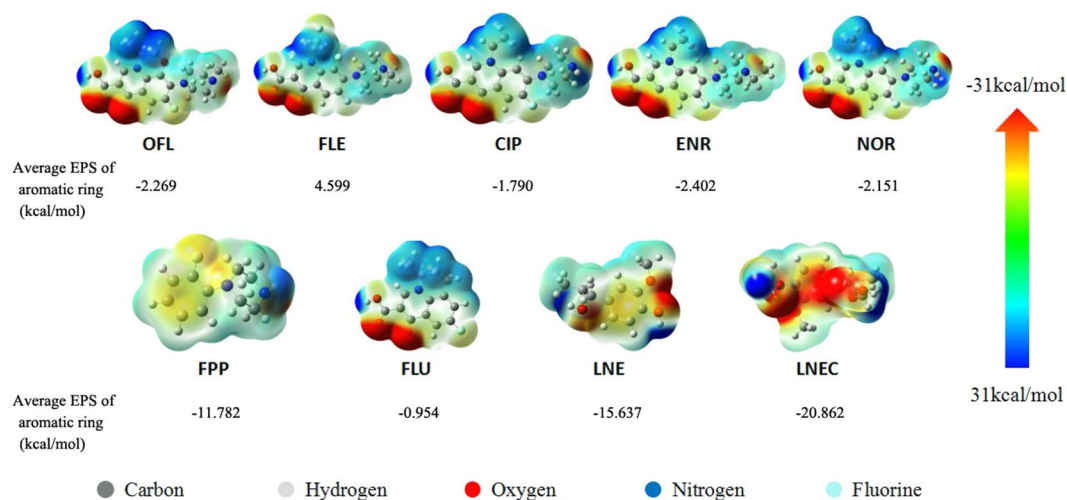 -31kcal/mol
OFL FLE CIP ENR NOR
Average EPS of
aromatic ring
(kcal/mol)
-2.269 4.599 -1.790 -2.402 -2.151
FPP FLU LNE LNEC
31kcal/mol
Average EPS of
aromatic ring
(kcal/mol)
-11.782 -0.954 -15.637 -20.862
Carbon Hydrogen Oxygen Nitrogen Fluorine